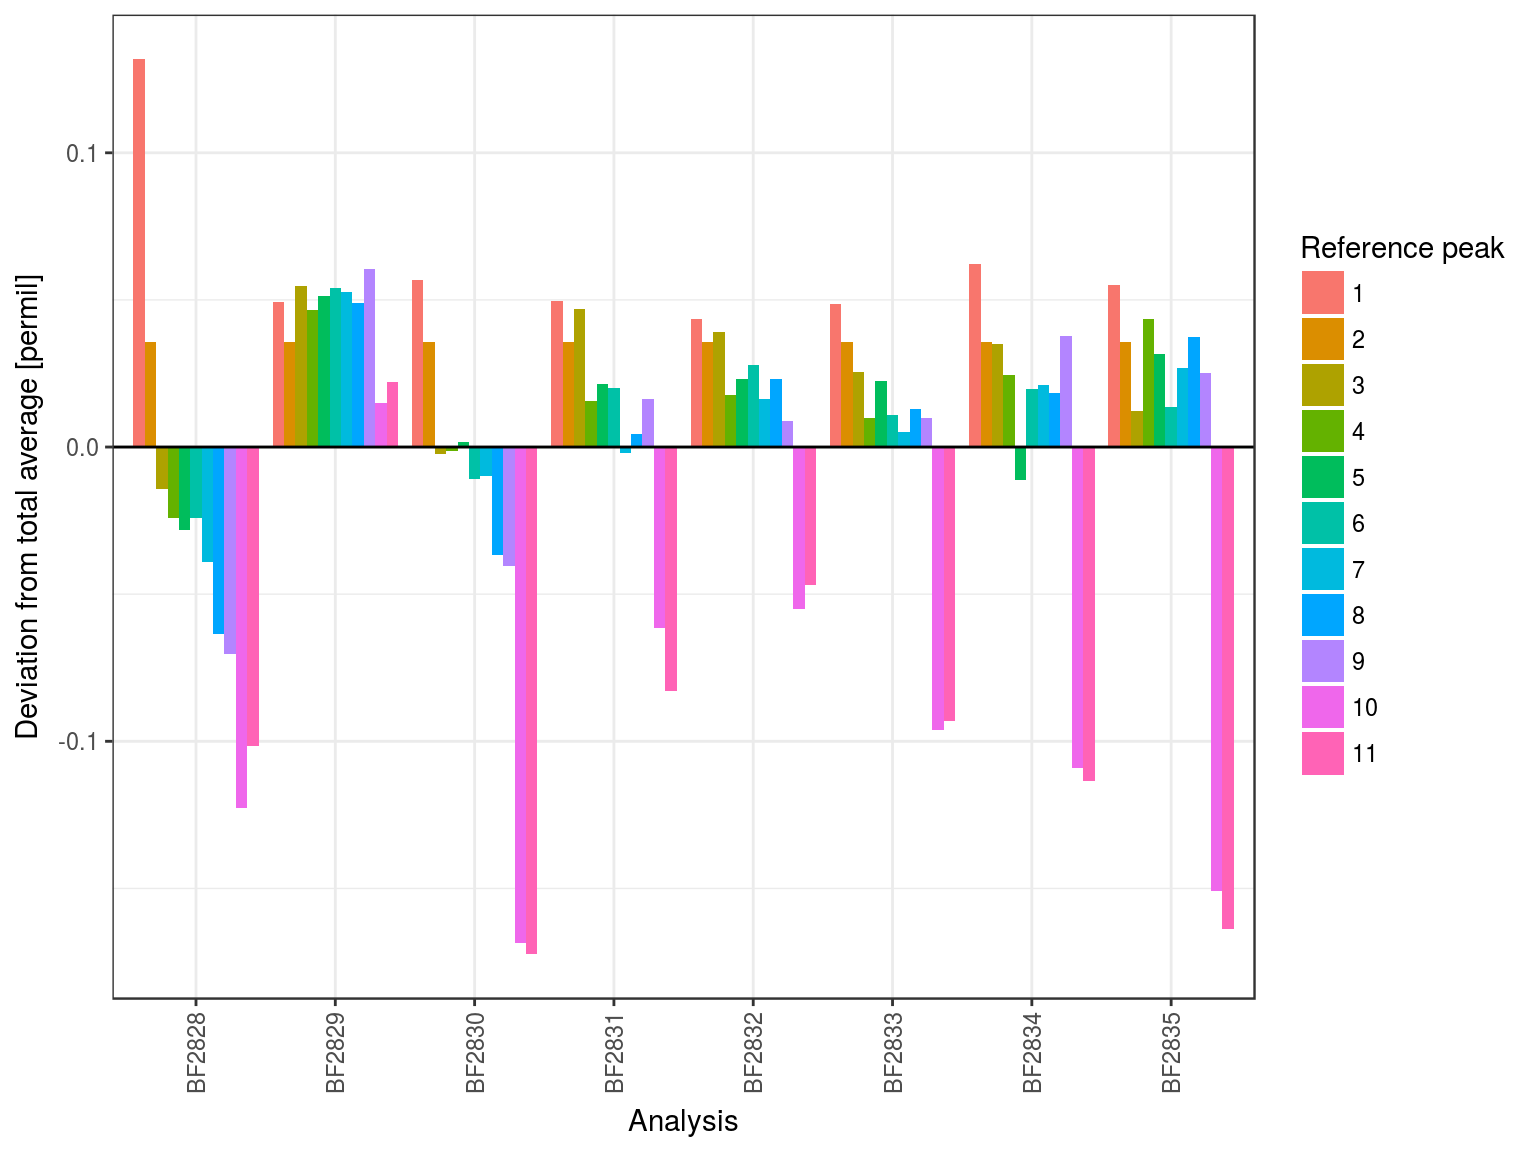 Deviation from total average [permil]
0.1
0.0
-0.1
BF2828
BF2829
BF2830
BF2831
BF2832
BF2833
BF2834
BF2835
Analysis
Reference peak
1
2
3
4
5
6
7
8
9
10
11